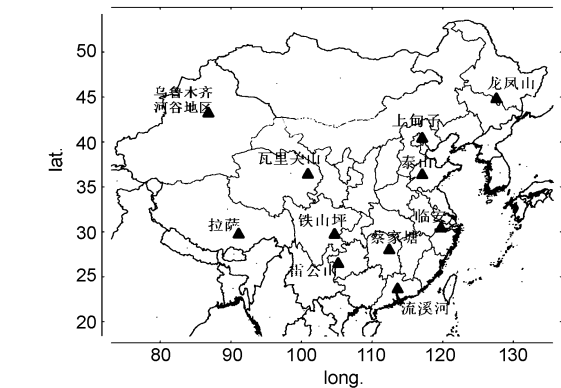 50
45
40
35
30
25
20
lat.
乌鲁木齐
河谷地区
龙凤山
上甸子
瓦里关山
泰山
拉萨
铁山坪
临安
蔡家塘
雷公山
流溪河
80
90
100
110
120
130
long.